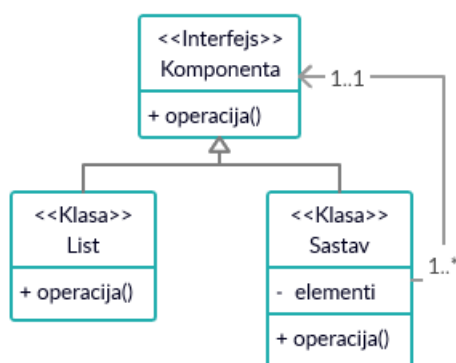 <<Interfejs>>
Komponenta
+ operacija()
1..1
<<Klasa>>
List
+ operacija()
<<Klasa>>
Sastav
- elementi
+ operacija()
1..*